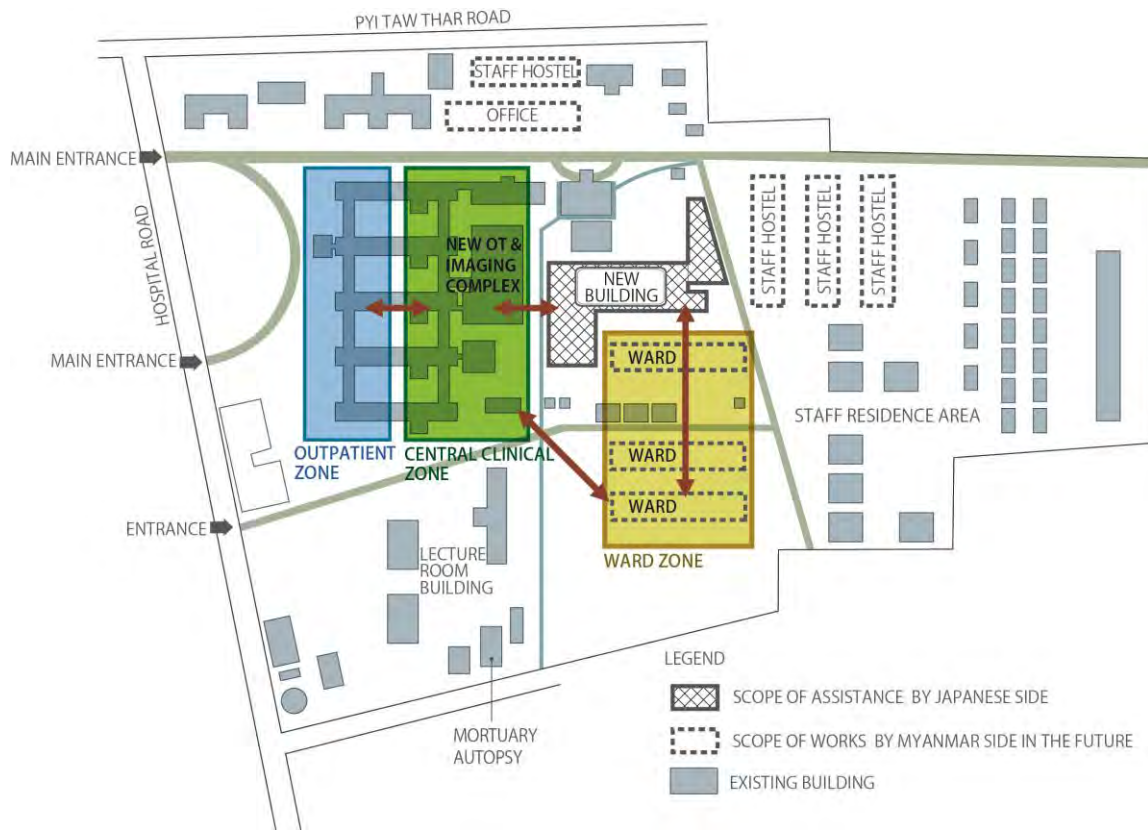 PYI TAW THAR ROAD
STAFF HOSTEL
OFFICE
MAIN ENTRANCE
HOSPITAL ROAD
NEW OT &
IMAGING
COMPLEX
NEW
BUILDING
STAFF HOSTEL
STAFF HOSTEL
STAFF HOSTEL
MAIN ENTRANCE
WARD
STAFF RESIDENCE AREA
OUTPATIENT
ZONE
CENTRAL CLINICAL
ZONE
WARD
WARD
ENTRANCE
WARD ZONE
LECTURE
ROOM
BUILDING
MORTUARY
AUTOPSY
LEGEND
SCOPE OF ASSISTANCE BY JAPANESE SIDE
SCOPE OF WORKS BY MYANMAR SIDE IN THE FUTURE
EXISTING BUILDING